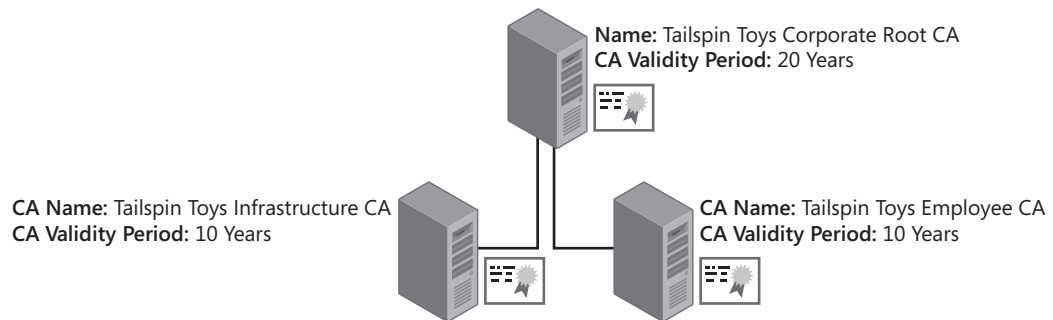 Name: Tailspin Toys Corporate Root CA
CA Validity Period: 20 Years
CA Name: Tailspin Toys Infrastructure CA
CA Validity Period: 10 Years
CA Name: Tailspin Toys Employee CA
CA Validity Period: 10 Years